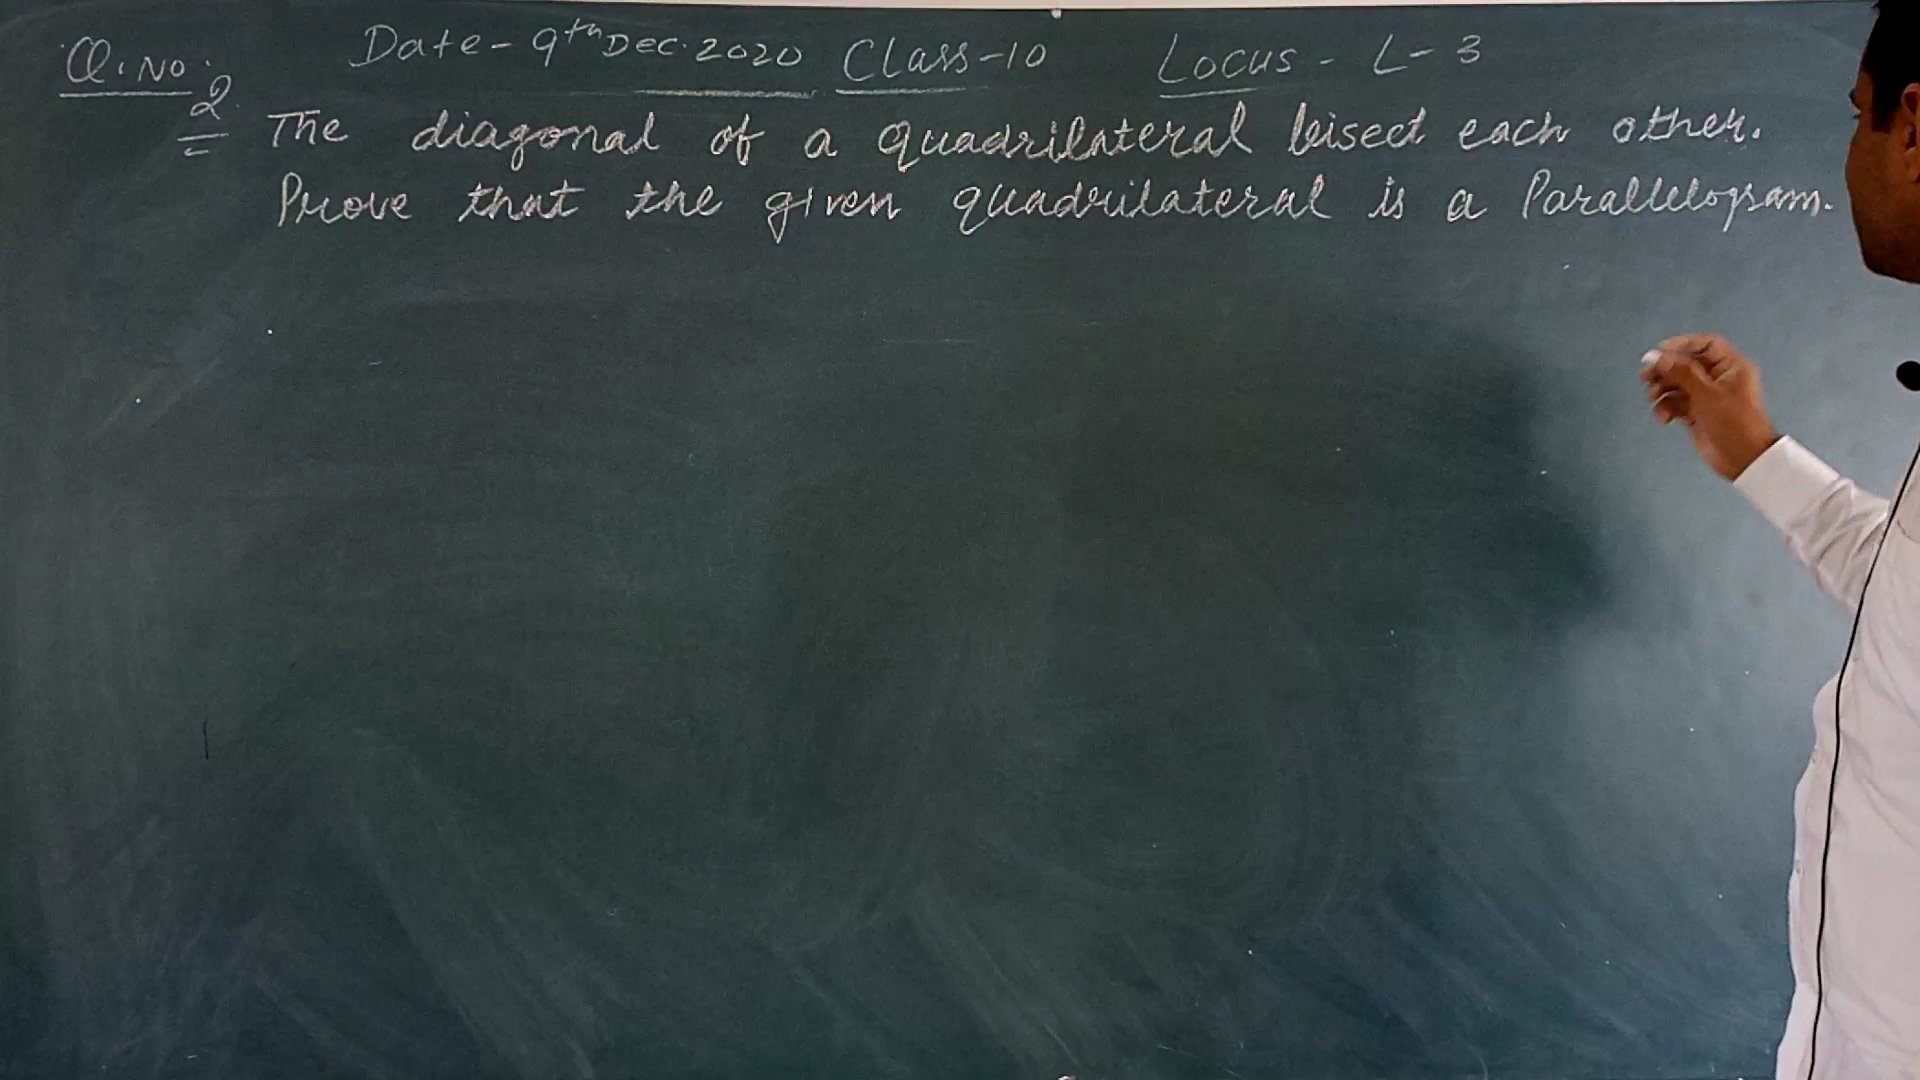 Q.No. Date-9th Dec. 2020 Class-10 Locus - L-3
2 The diagonal of a quadrilateral bisect each other.
Prove that the given quadrilateral is a Parallelogram.